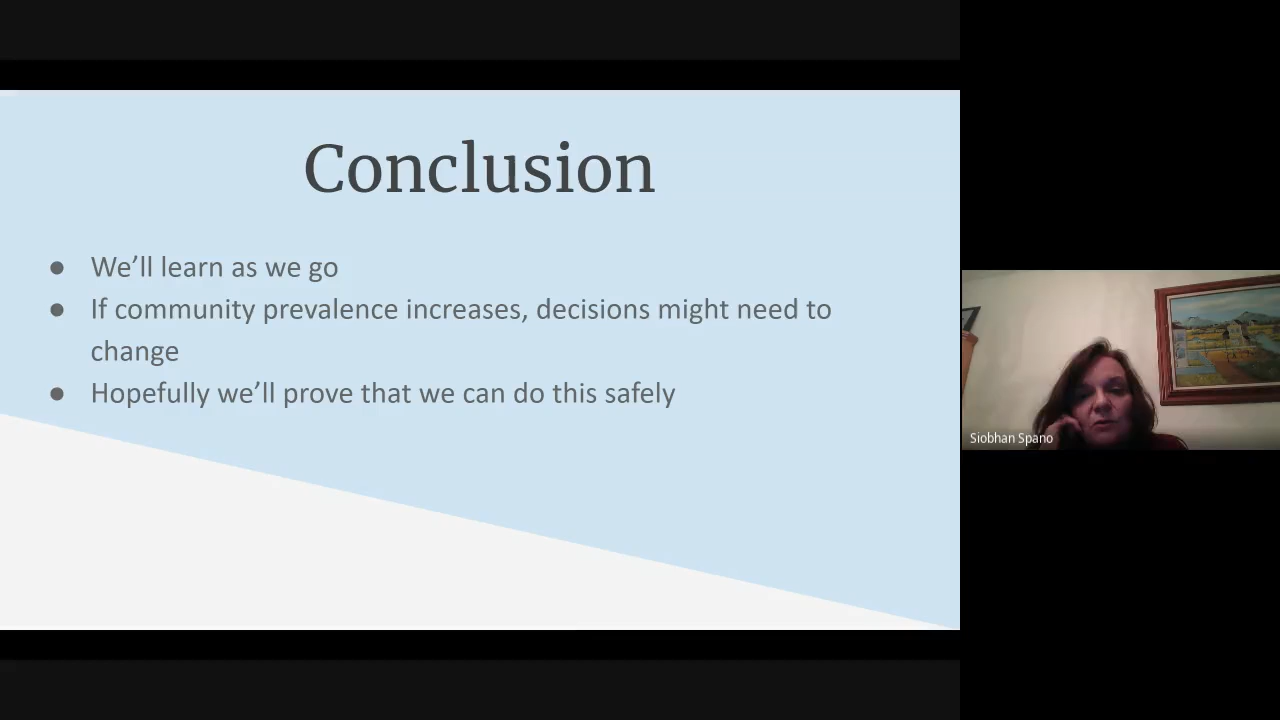 Conclusion
● We’ll learn as we go
● If community prevalence increases, decisions might need to
change
● Hopefully we’ll prove that we can do this safely
Siobhan Spano